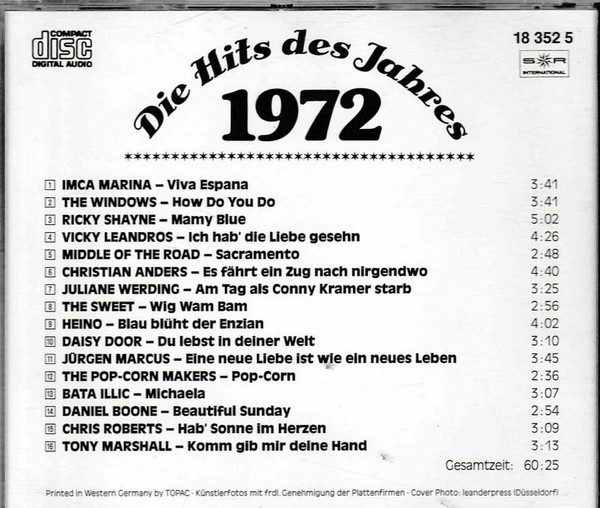 COMPACT
disc
DIGITAL AUDIO
Die Hits des Jahres
1972
18 352 5
S R
INTERNATIONAL
1 IMCA MARINA – Viva Espana 3:41
2 THE WINDOWS – How Do You Do 3:41
3 RICKY SHAYNE – Mamy Blue 5:02
4 VICKY LEANDROS – Ich hab' die Liebe gesehn 4:26
5 MIDDLE OF THE ROAD – Sacramento 2:48
6 CHRISTIAN ANDERS – Es fährt ein Zug nach nirgendwo 4:40
7 JULIANE WERDING – Am Tag als Conny Kramer starb 3:25
8 THE SWEET – Wig Wam Bam 2:56
9 HEINO – Blau blüht der Enzian 4:02
10 DAISY DOOR – Du lebst in deiner Welt 3:10
11 JÜRGEN MARCUS – Eine neue Liebe ist wie ein neues Leben 3:45
12 THE POP-CORN MAKERS – Pop-Corn 2:36
13 BATA ILLIC – Michaela 3:07
14 DANIEL BOONE – Beautiful Sunday 2:54
15 CHRIS ROBERTS – Hab' Sonne im Herzen 3:09
16 TONY MARSHALL – Komm gib mir deine Hand 3:13
Gesamtzeit: 60:25
Printed in Western Germany by TOPAC · Künstlerfotos mit frdl. Genehmigung der Plattenfirmen · Cover Photo: leanderpress (Düsseldorf)